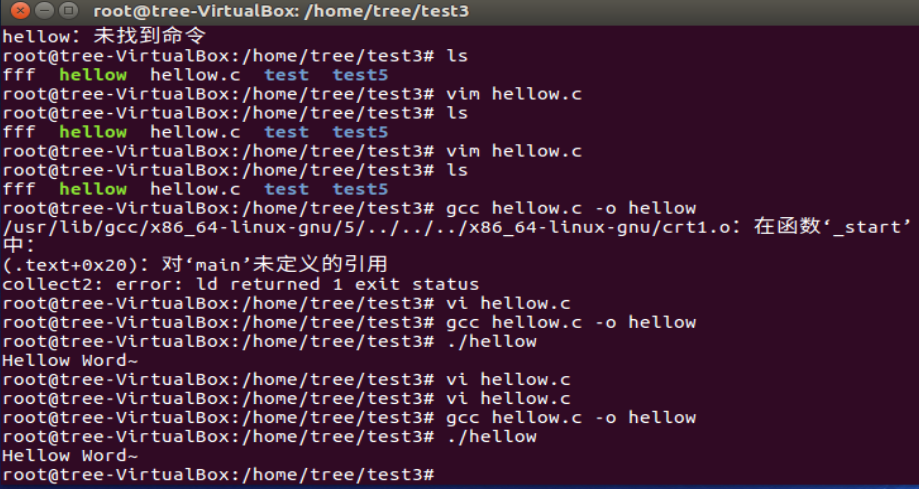 root@tree-VirtualBox: /home/tree/test3
hellow: 未找到命令
root@tree-VirtualBox:/home/tree/test3# ls
fff  hellow  hellow.c  test  test5
root@tree-VirtualBox:/home/tree/test3# vim hellow.c
root@tree-VirtualBox:/home/tree/test3# ls
fff  hellow  hellow.c  test  test5
root@tree-VirtualBox:/home/tree/test3# vim hellow.c
root@tree-VirtualBox:/home/tree/test3# ls
fff  hellow  hellow.c  test  test5
root@tree-VirtualBox:/home/tree/test3# gcc hellow.c -o hellow
/usr/lib/gcc/x86_64-linux-gnu/5/../../../x86_64-linux-gnu/crt1.o: 在函数‘_start’
中:
(.text+0x20): 对‘main’未定义的引用
collect2: error: ld returned 1 exit status
root@tree-VirtualBox:/home/tree/test3# vi hellow.c
root@tree-VirtualBox:/home/tree/test3# gcc hellow.c -o hellow
root@tree-VirtualBox:/home/tree/test3# ./hellow
Hellow Word~
root@tree-VirtualBox:/home/tree/test3# vi hellow.c
root@tree-VirtualBox:/home/tree/test3# vi hellow.c
root@tree-VirtualBox:/home/tree/test3# gcc hellow.c -o hellow
root@tree-VirtualBox:/home/tree/test3# ./hellow
Hellow Word~
root@tree-VirtualBox:/home/tree/test3#